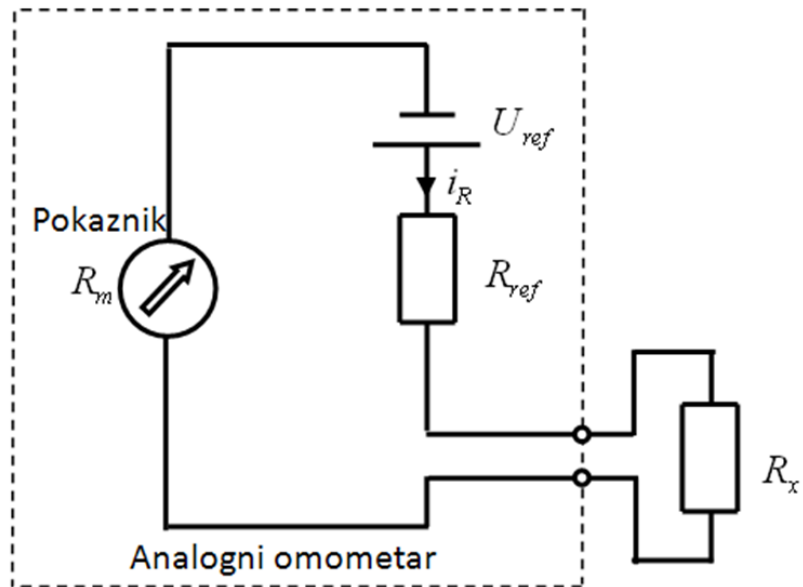 U_ref
i_R
Pokaznik
R_m
R_ref
R_x
Analogni omometar